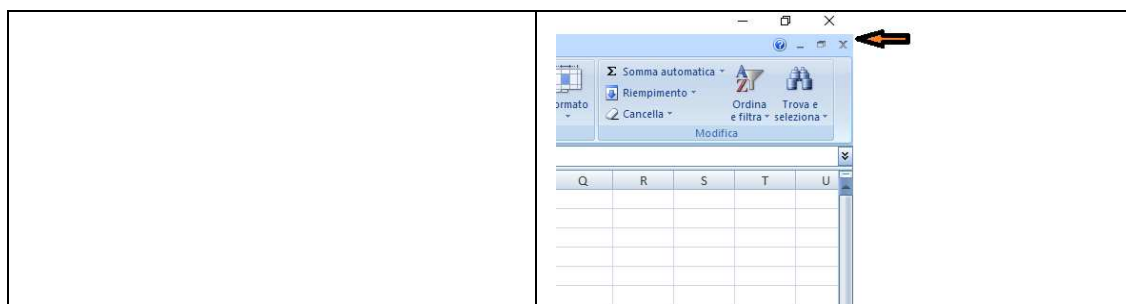 Σ Somma automatica
Riempimento
Cancella
ormato
Ordina e filtra
Trova e seleziona
Modifica
Q R S T U